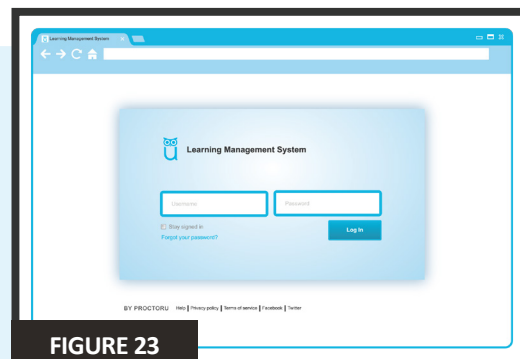 Learning Management System
Learning Management System
Username
Password
Stay signed in
Forgot your password?
Log In
BY PROCTORU Help | Privacy policy | Terms of service | Facebook | Twitter
FIGURE 23